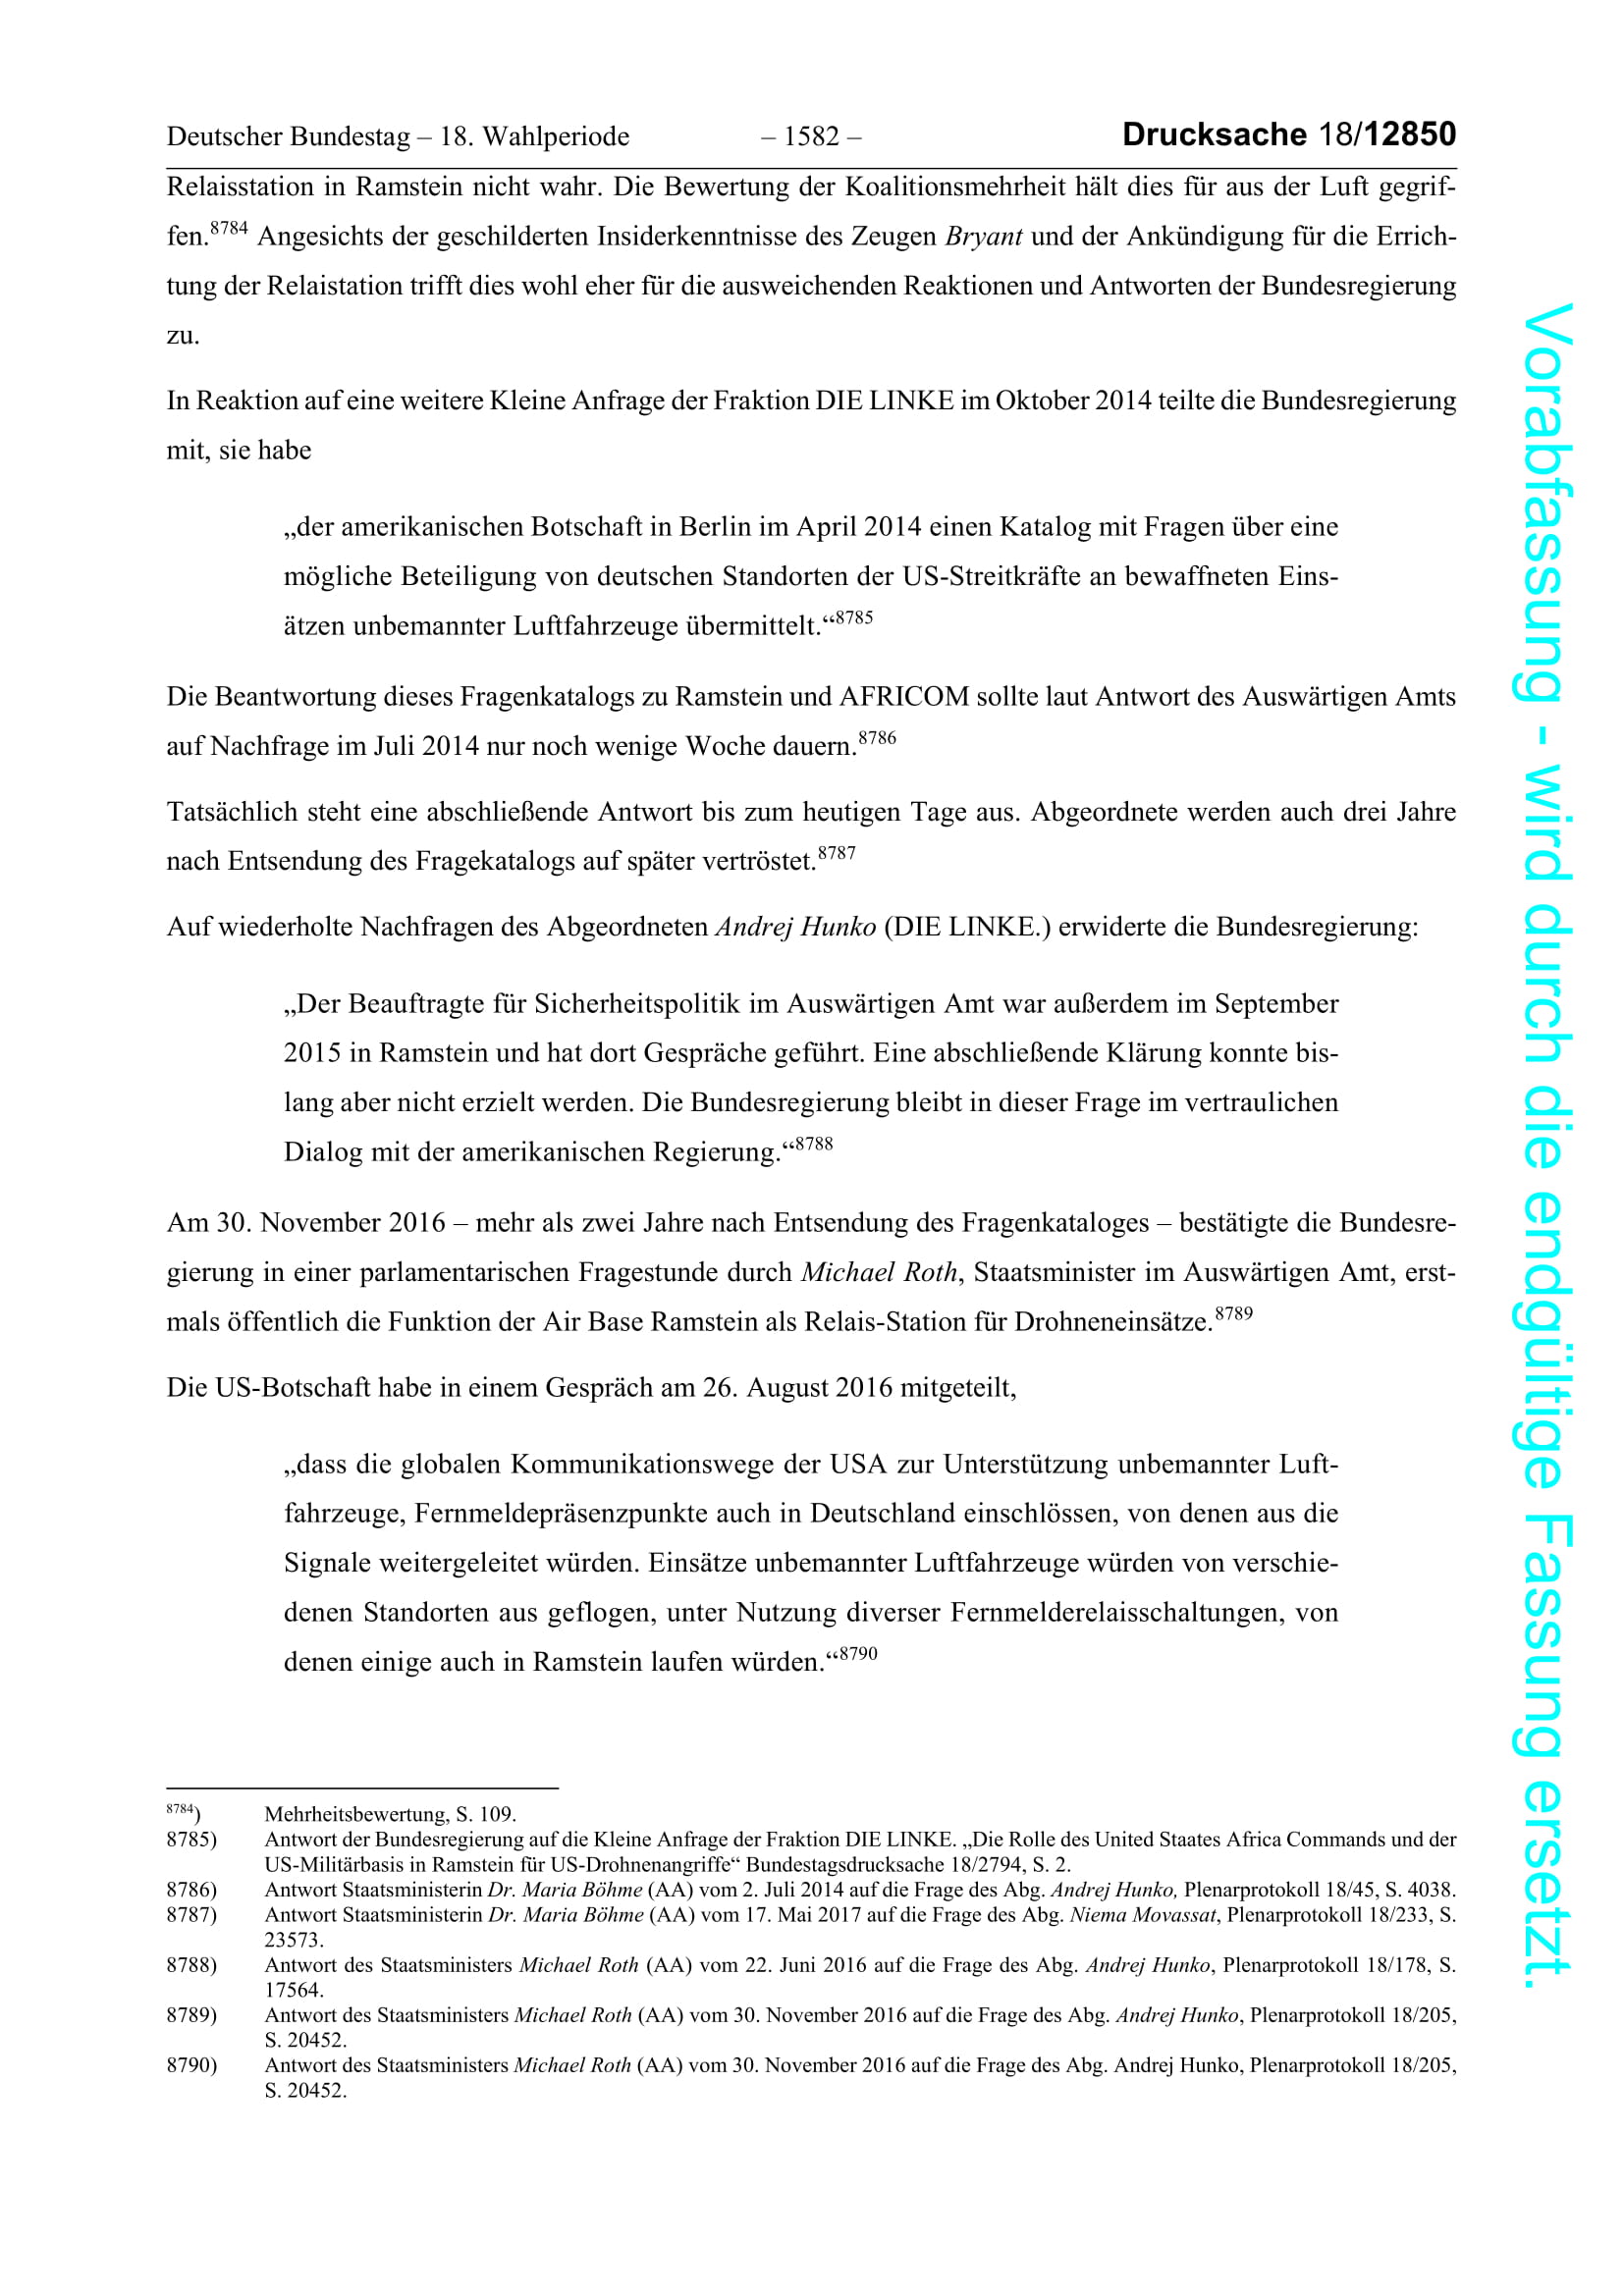 Deutscher Bundestag – 18. Wahlperiode – 1582 – Drucksache 18/12850
Relaisstation in Ramstein nicht wahr. Die Bewertung der Koalitionsmehrheit hält dies für aus der Luft gegrif-
fen.8784 Angesichts der geschilderten Insiderkenntnisse des Zeugen Bryant und der Ankündigung für die Errich-
tung der Relaistation trifft dies wohl eher für die ausweichenden Reaktionen und Antworten der Bundesregierung
zu.
In Reaktion auf eine weitere Kleine Anfrage der Fraktion DIE LINKE im Oktober 2014 teilte die Bundesregierung
mit, sie habe
„der amerikanischen Botschaft in Berlin im April 2014 einen Katalog mit Fragen über eine
mögliche Beteiligung von deutschen Standorten der US-Streitkräfte an bewaffneten Eins-
ätzen unbemannter Luftfahrzeuge übermittelt.“8785
Die Beantwortung dieses Fragenkatalogs zu Ramstein und AFRICOM sollte laut Antwort des Auswärtigen Amts
auf Nachfrage im Juli 2014 nur noch wenige Woche dauern.8786
Tatsächlich steht eine abschließende Antwort bis zum heutigen Tage aus. Abgeordnete werden auch drei Jahre
nach Entsendung des Fragekatalogs auf später vertröstet.8787
Auf wiederholte Nachfragen des Abgeordneten Andrej Hunko (DIE LINKE.) erwiderte die Bundesregierung:
„Der Beauftragte für Sicherheitspolitik im Auswärtigen Amt war außerdem im September
2015 in Ramstein und hat dort Gespräche geführt. Eine abschließende Klärung konnte bis-
lang aber nicht erzielt werden. Die Bundesregierung bleibt in dieser Frage im vertraulichen
Dialog mit der amerikanischen Regierung.“8788
Am 30. November 2016 – mehr als zwei Jahre nach Entsendung des Fragenkataloges – bestätigte die Bundesre-
gierung in einer parlamentarischen Fragestunde durch Michael Roth, Staatsminister im Auswärtigen Amt, erst-
mals öffentlich die Funktion der Air Base Ramstein als Relais-Station für Drohneneinsätze.8789
Die US-Botschaft habe in einem Gespräch am 26. August 2016 mitgeteilt,
„dass die globalen Kommunikationswege der USA zur Unterstützung unbemannter Luft-
fahrzeuge, Fernmeldepräsenzpunkte auch in Deutschland einschlössen, von denen aus die
Signale weitergeleitet würden. Einsätze unbemannter Luftfahrzeuge würden von verschie-
denen Standorten aus geflogen, unter Nutzung diverser Fernmelderelaisschaltungen, von
denen einige auch in Ramstein laufen würden.“8790
8784) Mehrheitsbewertung, S. 109.
8785) Antwort der Bundesregierung auf die Kleine Anfrage der Fraktion DIE LINKE. „Die Rolle des United Staates Africa Commands und der
US-Militärbasis in Ramstein für US-Drohnenangriffe“ Bundestagsdrucksache 18/2794, S. 2.
8786) Antwort Staatsministerin Dr. Maria Böhme (AA) vom 2. Juli 2014 auf die Frage des Abg. Andrej Hunko, Plenarprotokoll 18/45, S. 4038.
8787) Antwort Staatsministerin Dr. Maria Böhme (AA) vom 17. Mai 2017 auf die Frage des Abg. Niema Movassat, Plenarprotokoll 18/233, S.
23573.
8788) Antwort des Staatsministers Michael Roth (AA) vom 22. Juni 2016 auf die Frage des Abg. Andrej Hunko, Plenarprotokoll 18/178, S.
17564.
8789) Antwort des Staatsministers Michael Roth (AA) vom 30. November 2016 auf die Frage des Abg. Andrej Hunko, Plenarprotokoll 18/205,
S. 20452.
8790) Antwort des Staatsministers Michael Roth (AA) vom 30. November 2016 auf die Frage des Abg. Andrej Hunko, Plenarprotokoll 18/205,
S. 20452.
Vorabfassung - wird durch die endgültige Fassung ersetzt.